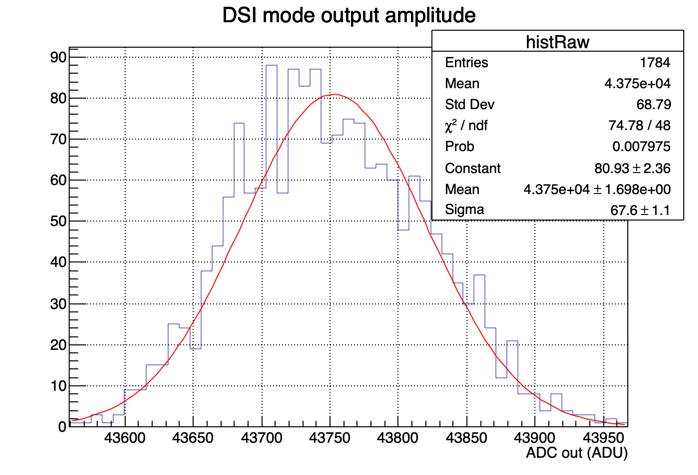 DSI mode output amplitude
histRaw
Entries 1784
Mean 4.375e+04
Std Dev 68.79
χ² / ndf 74.78 / 48
Prob 0.007975
Constant 80.93 ± 2.36
Mean 4.375e+04 ± 1.698e+00
Sigma 67.6 ± 1.1
90
80
70
60
50
40
30
20
10
0
43600 43650 43700 43750 43800 43850 43900 43950
ADC out (ADU)